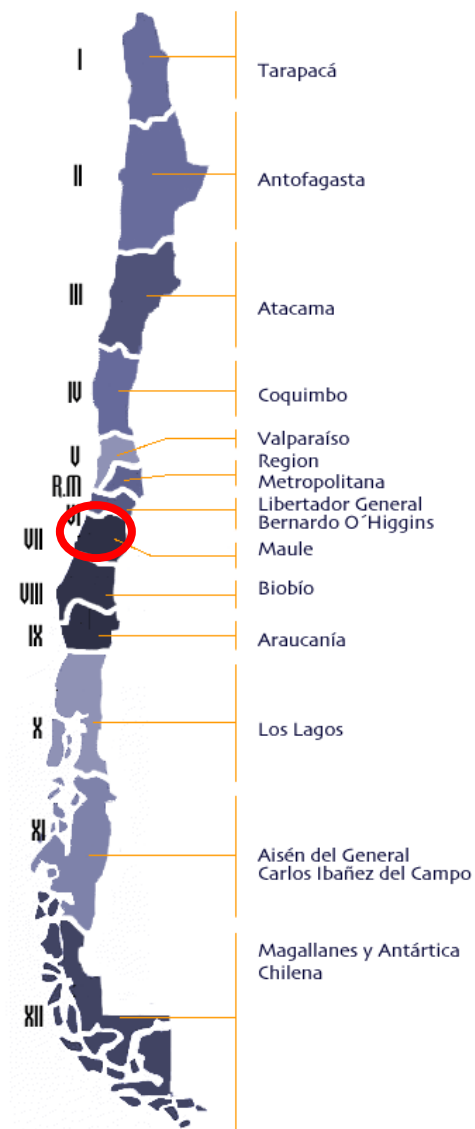 I
Tarapacá
II
Antofagasta
III
Atacama
IV
Coquimbo
V
Valparaíso
R.M
Region
Metropolitana
VI
Libertador General
Bernardo O´Higgins
VII
Maule
VIII
Biobío
IX
Araucanía
X
Los Lagos
XI
Aisén del General
Carlos Ibañez del Campo
XII
Magallanes y Antártica
Chilena